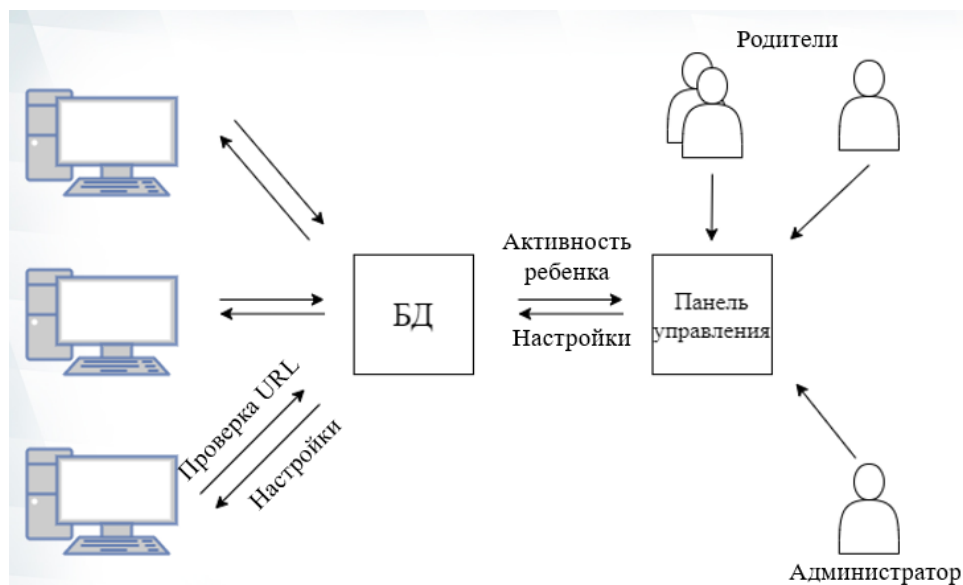 Родители
Активность
ребенка
БД
Панель
управления
Настройки
Проверка URL
Настройки
Администратор